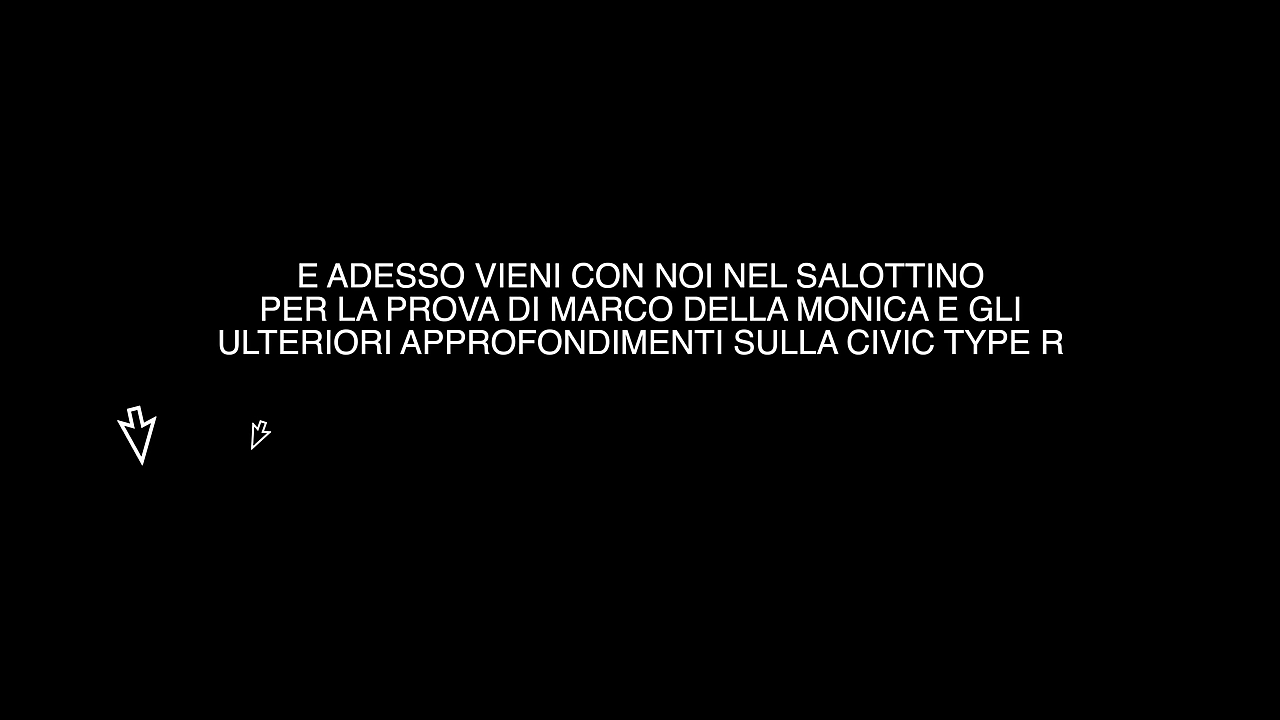 E ADESSO VIENI CON NOI NEL SALOTTINO
PER LA PROVA DI MARCO DELLA MONICA E GLI
ULTERIORI APPROFONDIMENTI SULLA CIVIC TYPE R